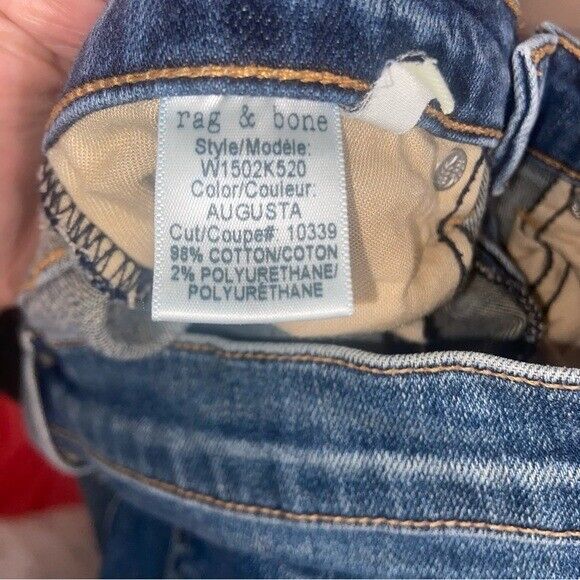 rag & bone
Style/Modèle:
W1502K520
Color/Couleur:
AUGUSTA
Cut/Coupe# 10339
98% COTTON/COTON
2% POLYURETHANE/
POLYURÉTHANE